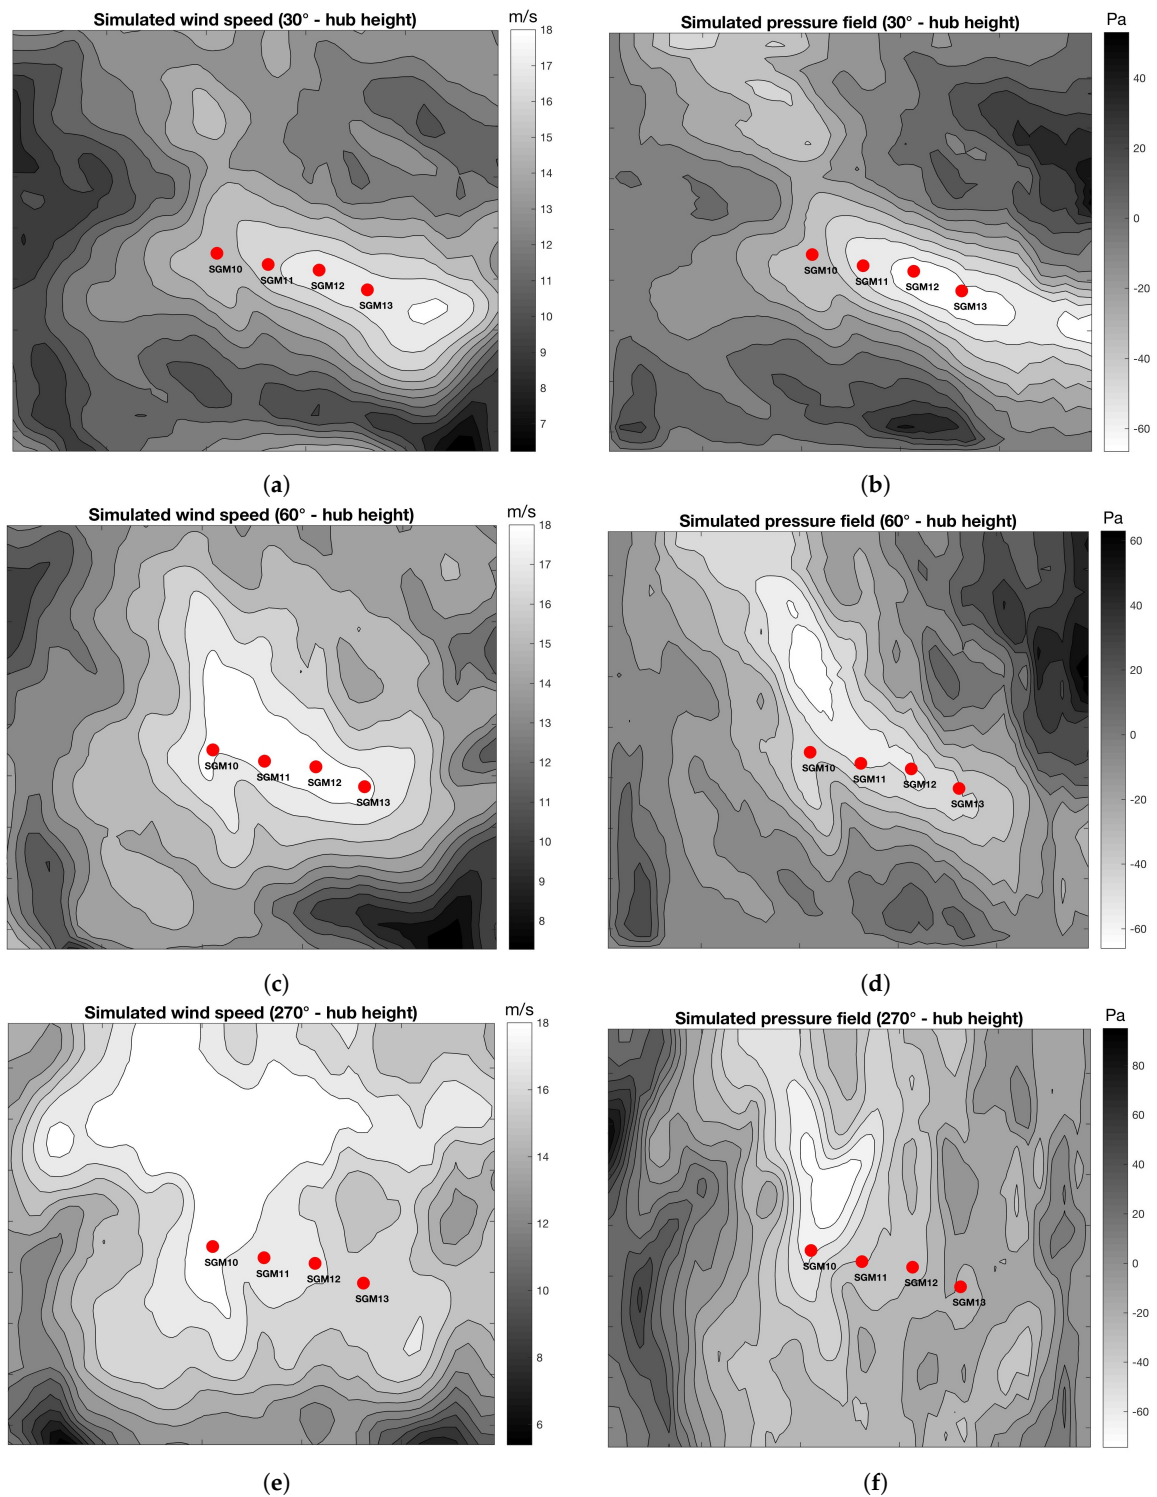 Simulated wind speed (30° - hub height)
m/s
18
17
16
15
14
13
12
11
10
9
8
7
SGM10
SGM11
SGM12
SGM13
(a)
Simulated pressure field (30° - hub height)
Pa
40
20
0
-20
-40
-60
SGM10
SGM11
SGM12
SGM13
(b)
Simulated wind speed (60° - hub height)
m/s
18
17
16
15
14
13
12
11
10
9
8
SGM10
SGM11
SGM12
SGM13
(c)
Simulated pressure field (60° - hub height)
Pa
60
40
20
0
-20
-40
-60
SGM10
SGM11
SGM12
SGM13
(d)
Simulated wind speed (270° - hub height)
m/s
18
16
14
12
10
8
6
SGM10
SGM11
SGM12
SGM13
(e)
Simulated pressure field (270° - hub height)
Pa
80
60
40
20
0
-20
-40
-60
SGM10
SGM11
SGM12
SGM13
(f)